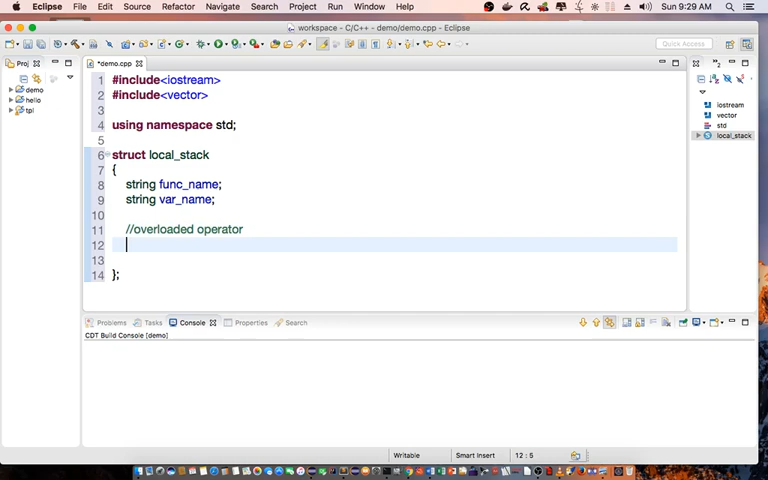 Eclipse File Edit Source Refactor Navigate Search Project Run Window Help
Sun 9:29 AM
workspace - C/C++ - demo/demo.cpp - Eclipse
Quick Access
Proj
*demo.cpp
demo
hello
tpl
1 #include<iostream>
2 #include<vector>
3
4 using namespace std;
5
6 struct local_stack
7 {
8 string func_name;
9 string var_name;
10
11 //overloaded operator
12
13
14 };
iostream
vector
std
local_stack
Problems Tasks Console Properties Search
CDT Build Console [demo]
Writable Smart Insert 12 : 5